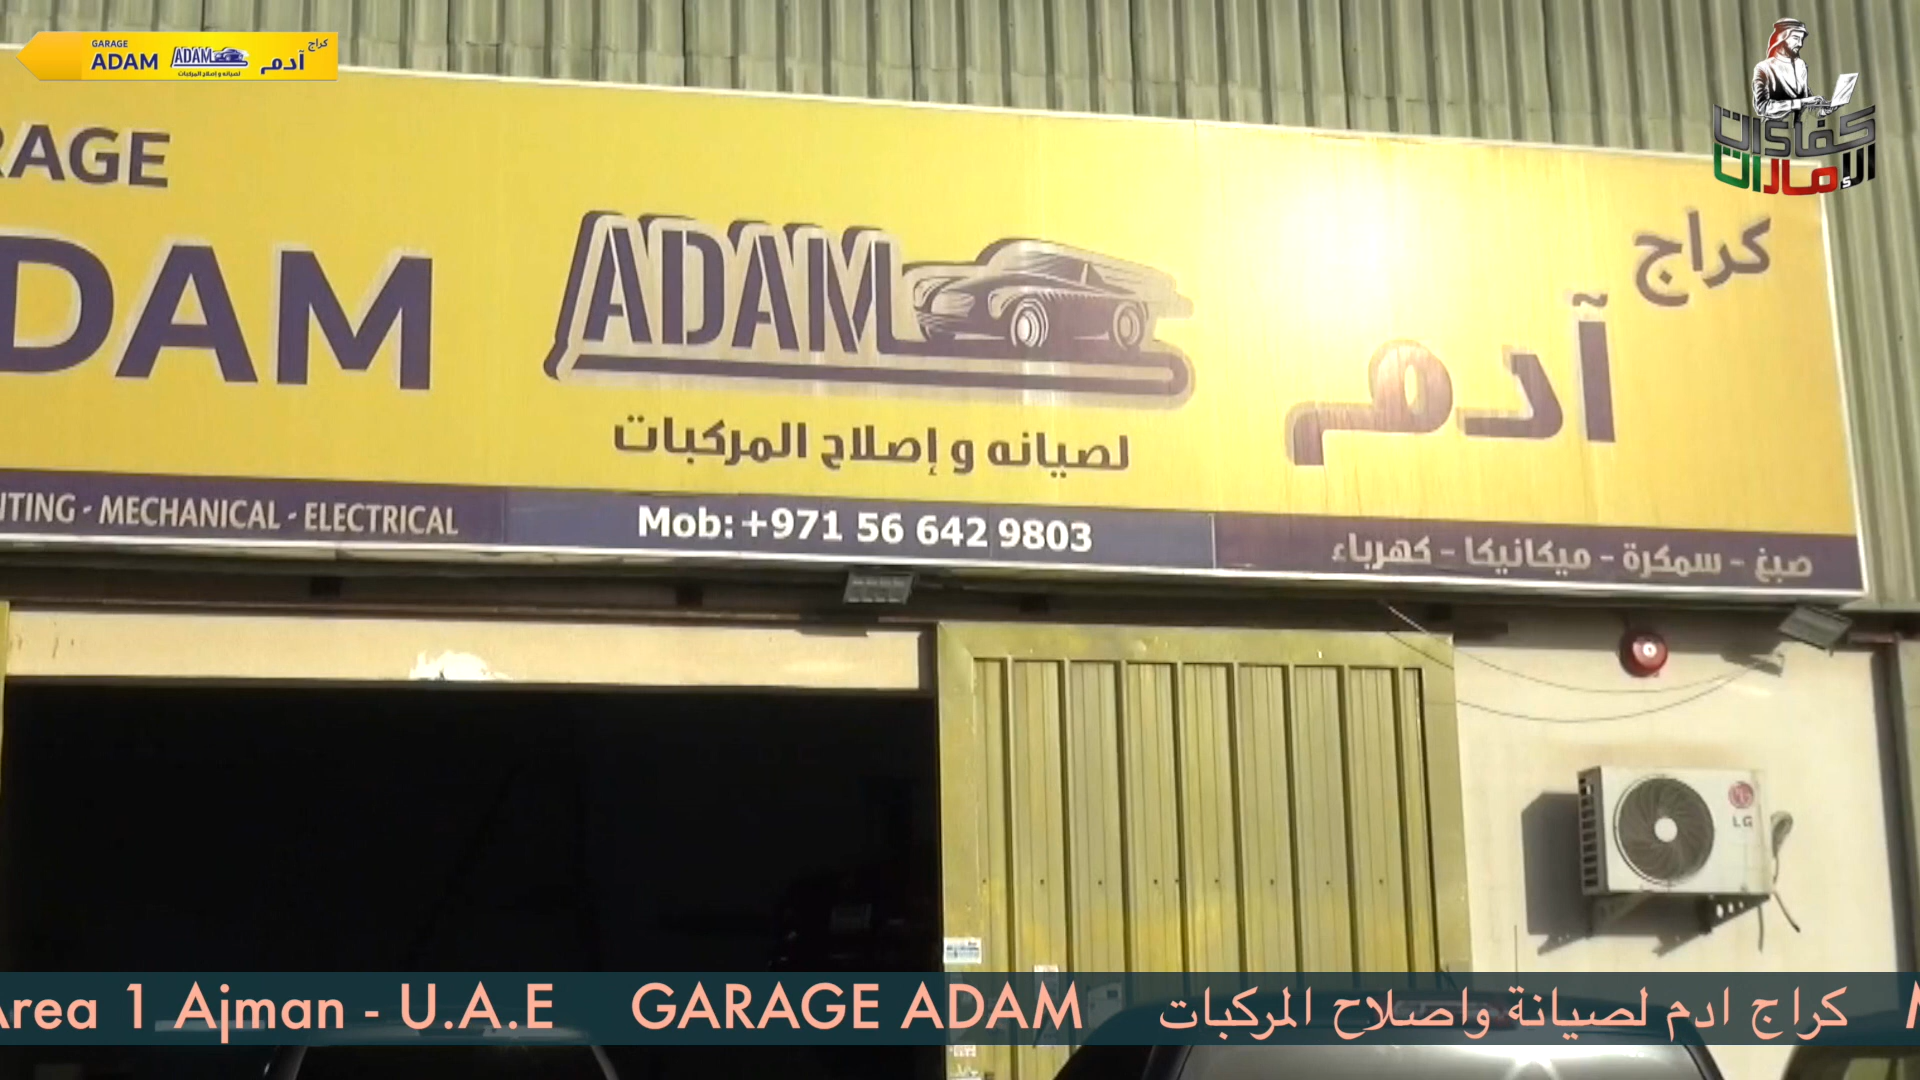 GARAGE
ADAM
ADAM
لصيانه و إصلاح المركبات
كراج
آدم
كفاءات
الإمارات
RAGE
DAM
ADAM
لصيانه و إصلاح المركبات
كراج
آدم
NTING - MECHANICAL - ELECTRICAL
Mob: +971 56 642 9803
صبغ - سمكرة - ميكانيكا - كهرباء
LG
Area 1 Ajman - U.A.E GARAGE ADAM كراج ادم لصيانة واصلاح المركبات